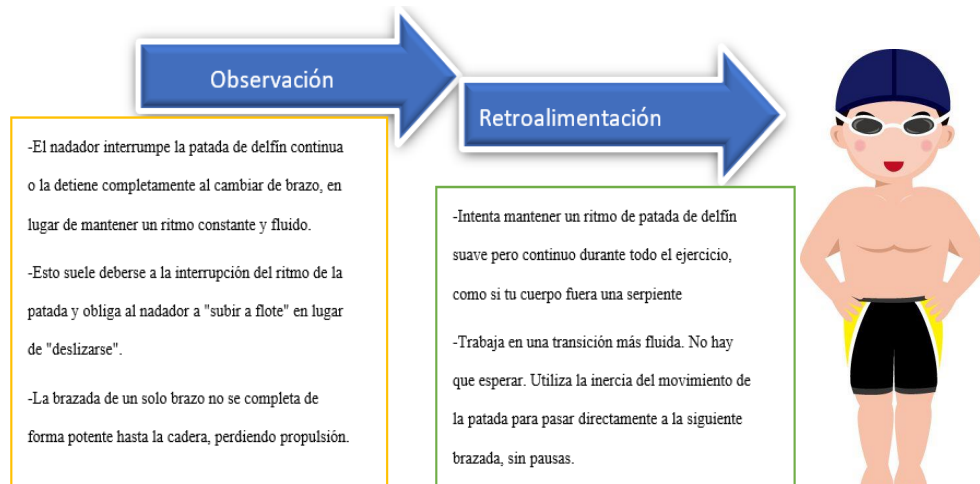 Observación
-El nadador interrumpe la patada de delfín continua
o la detiene completamente al cambiar de brazo, en
lugar de mantener un ritmo constante y fluido.
-Esto suele deberse a la interrupción del ritmo de la
patada y obliga al nadador a "subir a flote" en lugar
de "deslizarse".
-La brazada de un solo brazo no se completa de
forma potente hasta la cadera, perdiendo propulsión.
Retroalimentación
-Intenta mantener un ritmo de patada de delfín
suave pero continuo durante todo el ejercicio,
como si tu cuerpo fuera una serpiente
-Trabaja en una transición más fluida. No hay
que esperar. Utiliza la inercia del movimiento de
la patada para pasar directamente a la siguiente
brazada, sin pausas.